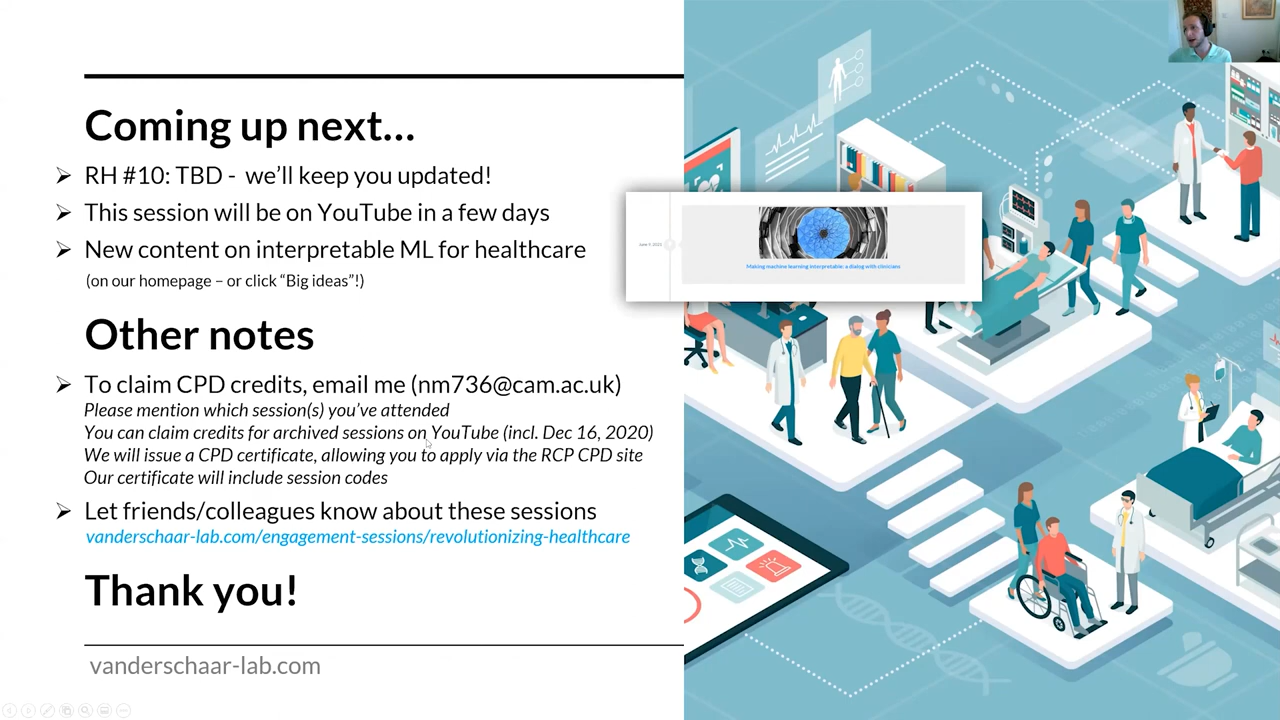 Coming up next...
➢ RH #10: TBD - we'll keep you updated!
➢ This session will be on YouTube in a few days
➢ New content on interpretable ML for healthcare
(on our homepage – or click “Big ideas”!)
Making machine learning interpretable: a dialog with clinicians
Other notes
➢ To claim CPD credits, email me (nm736@cam.ac.uk)
Please mention which session(s) you've attended
You can claim credits for archived sessions on YouTube (incl. Dec 16, 2020)
We will issue a CPD certificate, allowing you to apply via the RCP CPD site
Our certificate will include session codes
➢ Let friends/colleagues know about these sessions
vanderschaar-lab.com/engagement-sessions/revolutionizing-healthcare
Thank you!
vanderschaar-lab.com